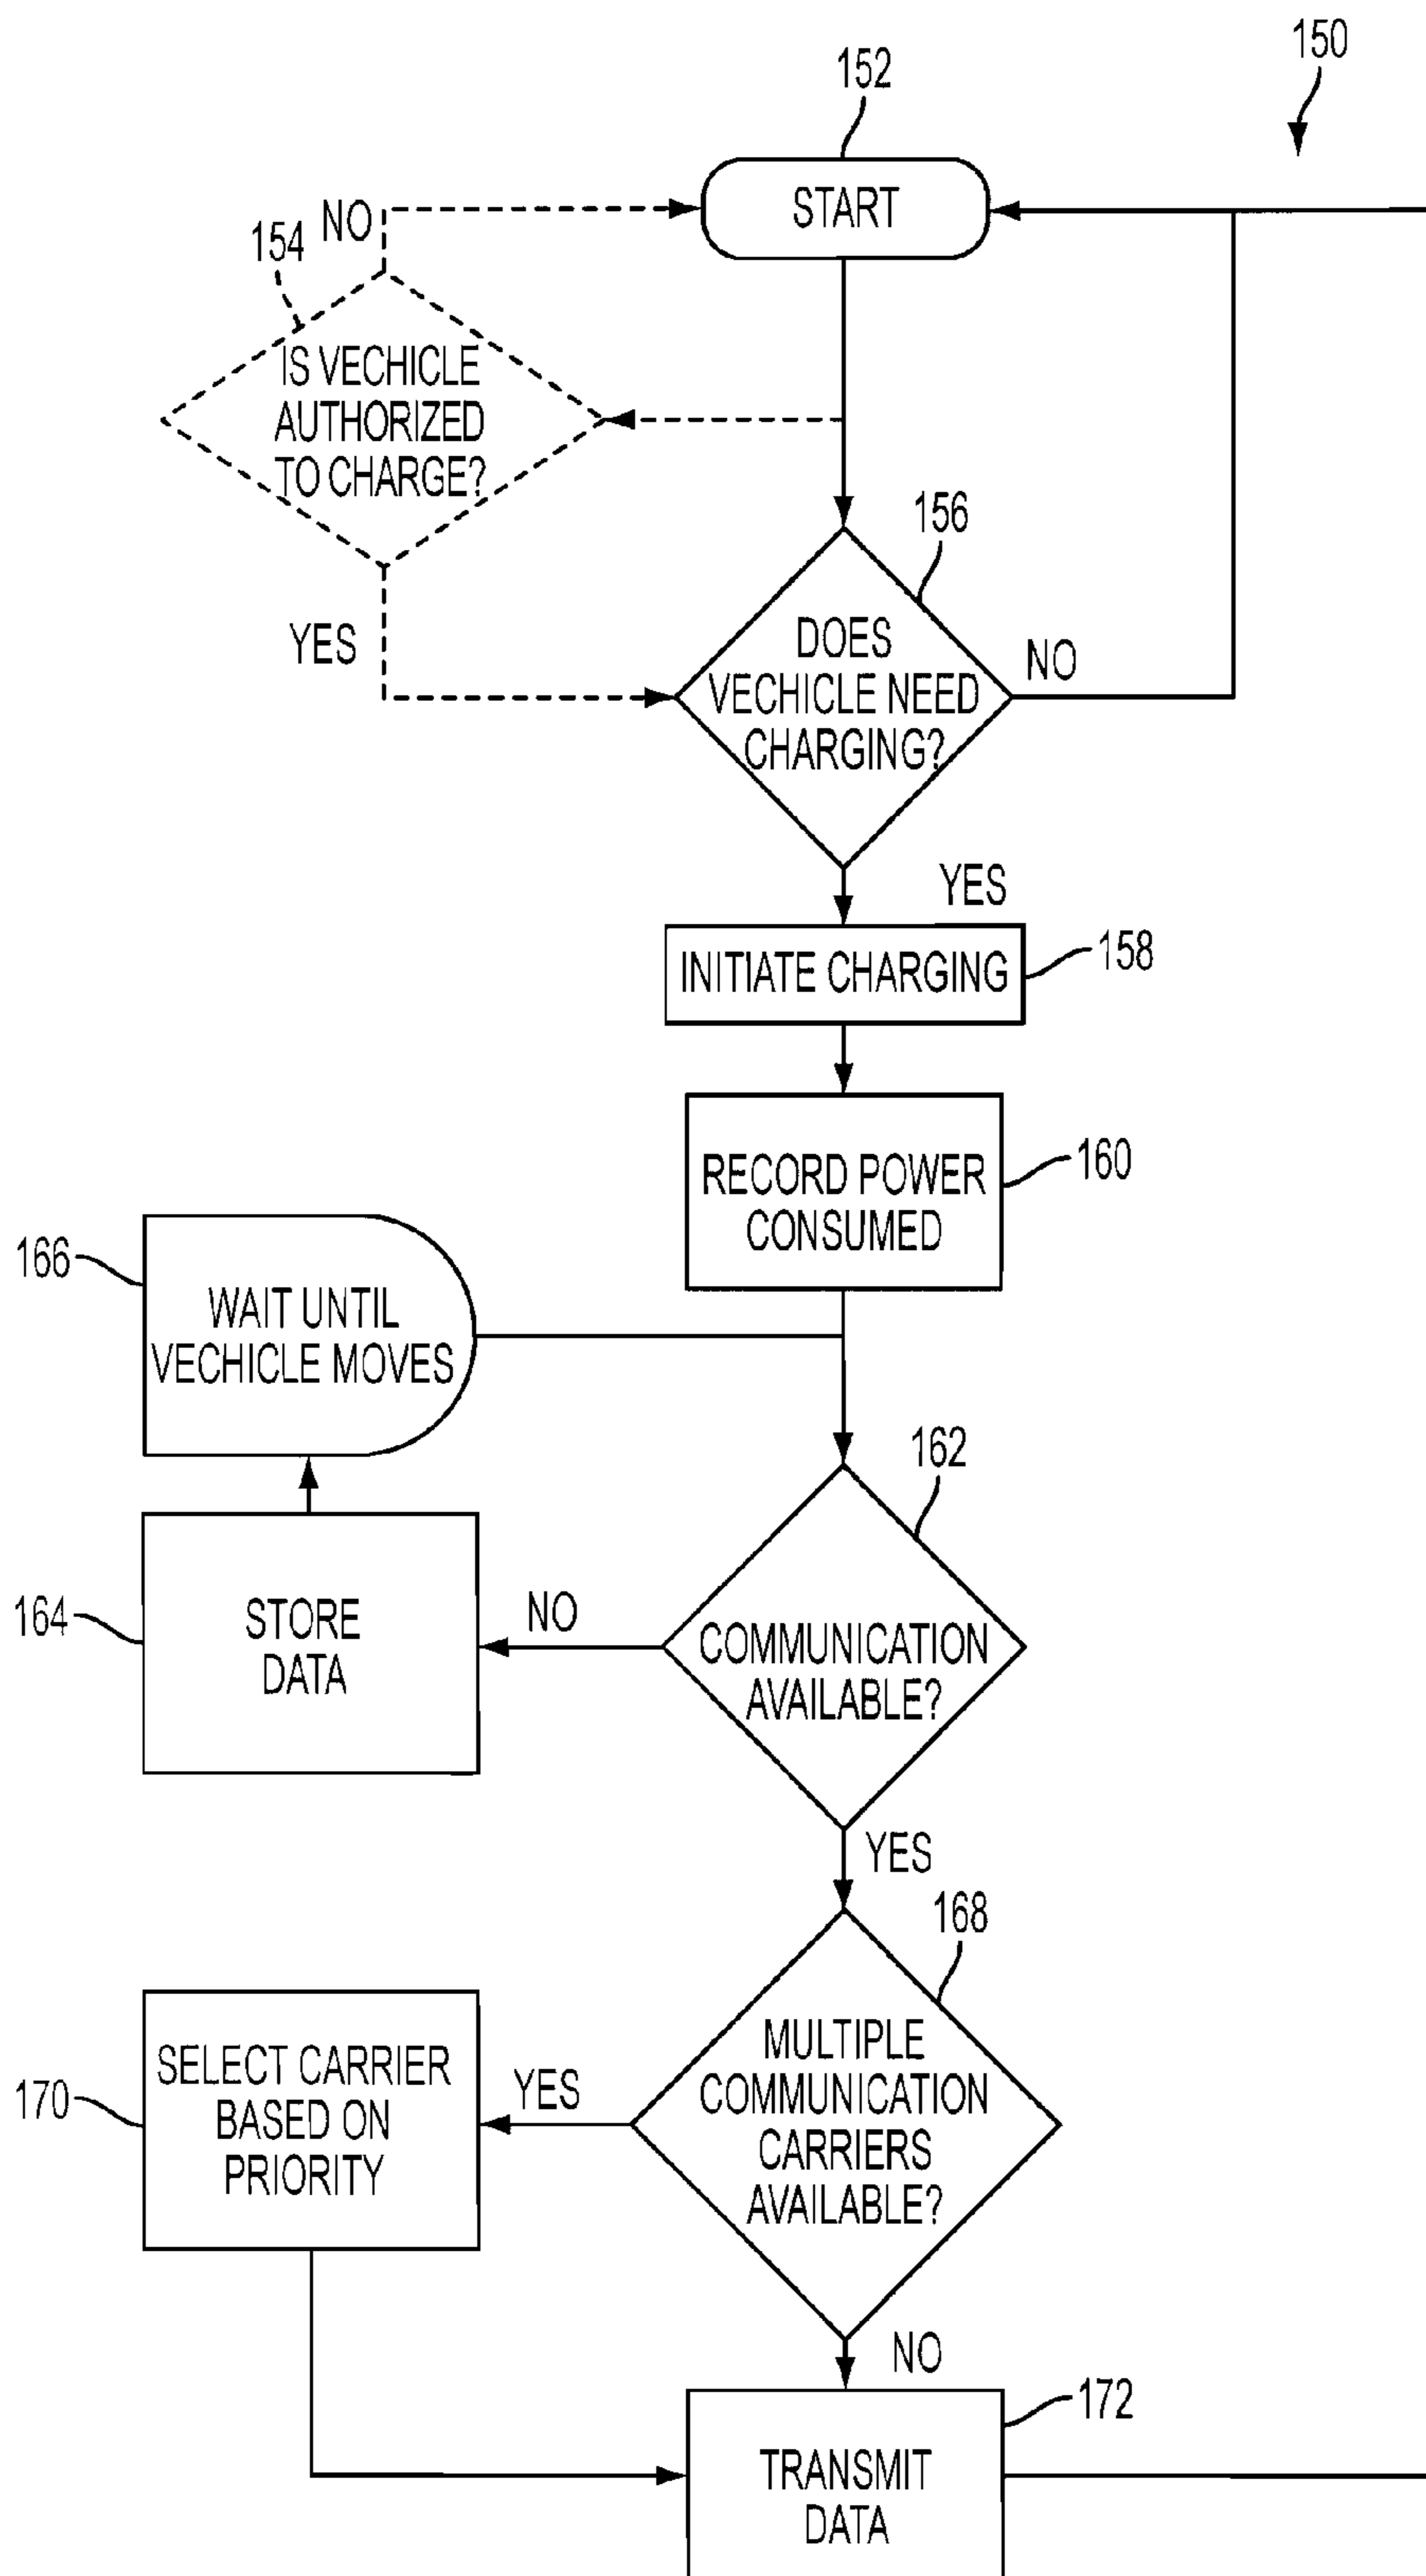 150
152
START
NO
154
IS VECHICLE
AUTHORIZED
TO CHARGE?
YES
156
DOES
VECHICLE NEED
CHARGING?
NO
YES
INITIATE CHARGING
158
RECORD POWER
CONSUMED
160
166
WAIT UNTIL
VECHICLE MOVES
162
COMMUNICATION
AVAILABLE?
NO
164
STORE
DATA
YES
168
MULTIPLE
COMMUNICATION
CARRIERS
AVAILABLE?
YES
170
SELECT CARRIER
BASED ON
PRIORITY
NO
172
TRANSMIT
DATA